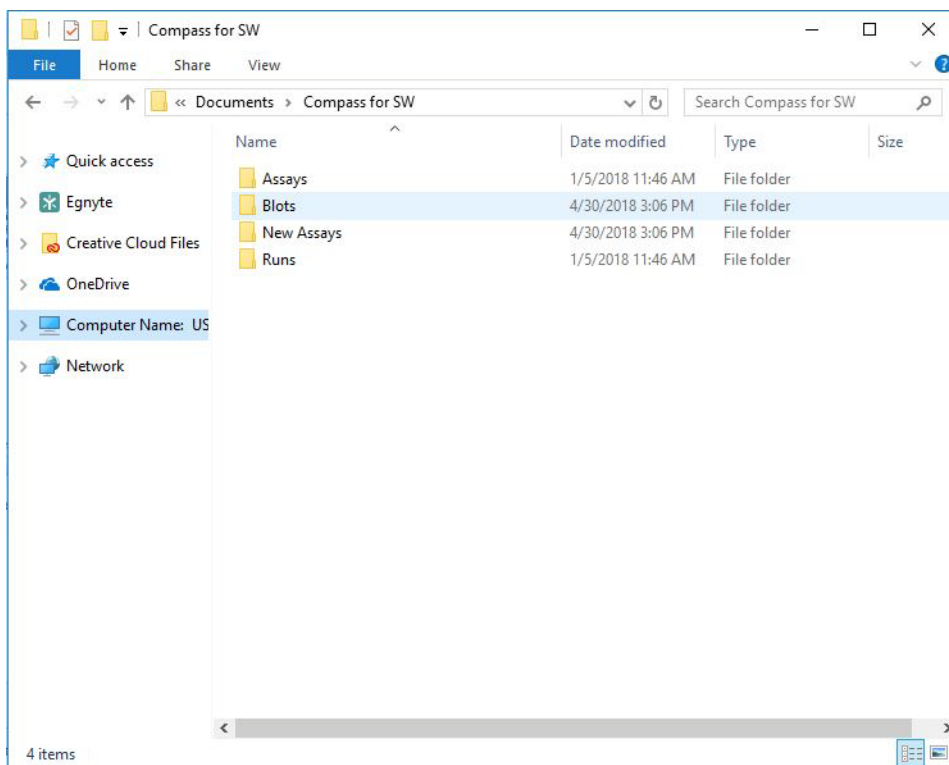 Compass for SW
File Home Share View ?
« Documents > Compass for SW Search Compass for SW
Name Date modified Type Size
Quick access
Egnyte
Creative Cloud Files
OneDrive
Computer Name: US
Network
Assays 1/5/2018 11:46 AM File folder
Blots 4/30/2018 3:06 PM File folder
New Assays 4/30/2018 3:06 PM File folder
Runs 1/5/2018 11:46 AM File folder
4 items